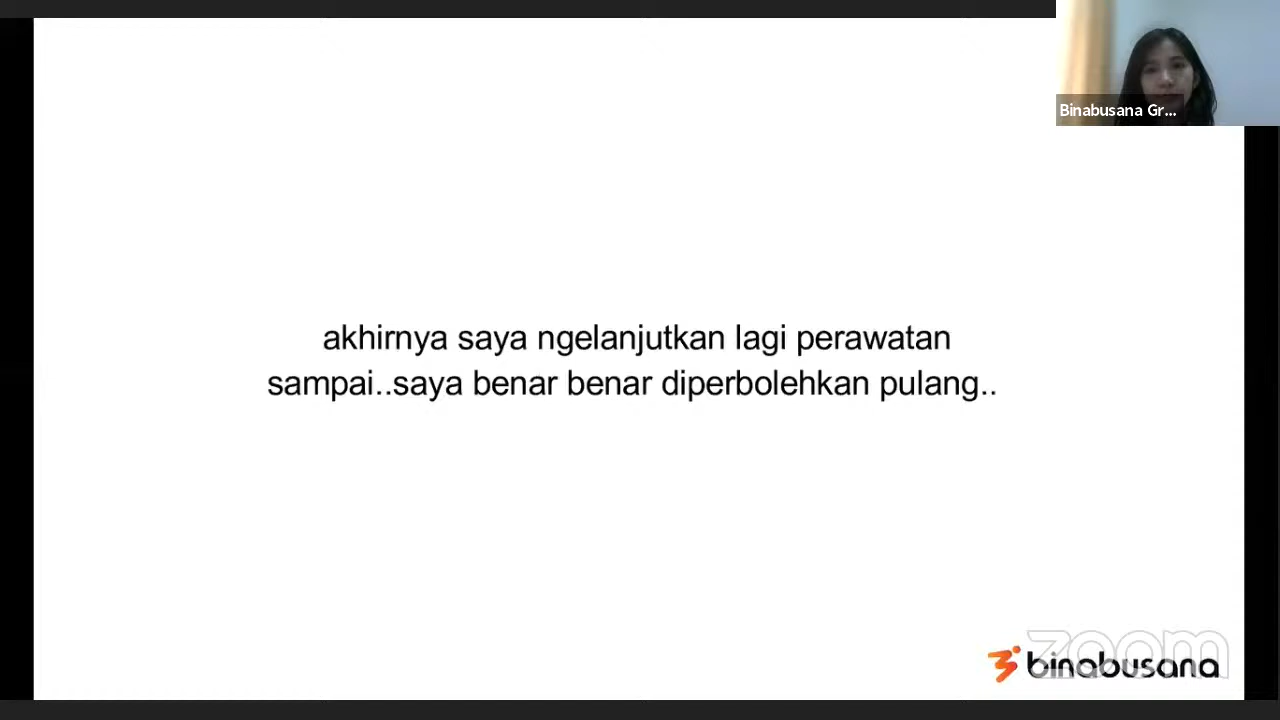 Binabusana Gr...
akhirnya saya ngelanjutkan lagi perawatan
sampai..saya benar benar diperbolehkan pulang..
zoom
binabusana